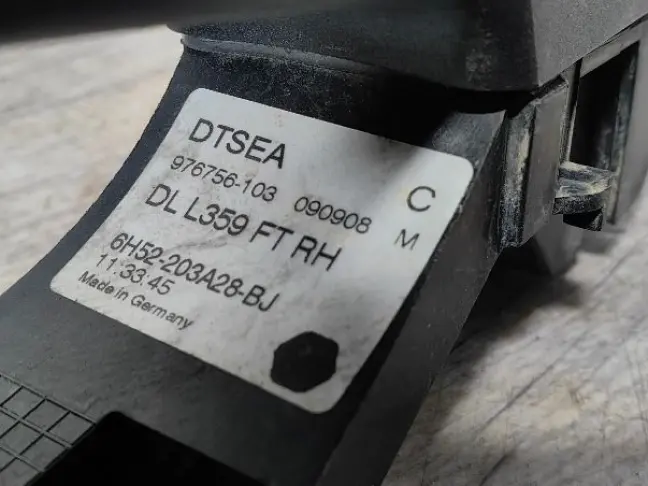 DTSEA C
976756-103 090908 M
DL L359 FT RH
6H52-203A28-BJ
11:33:45
Made in Germany